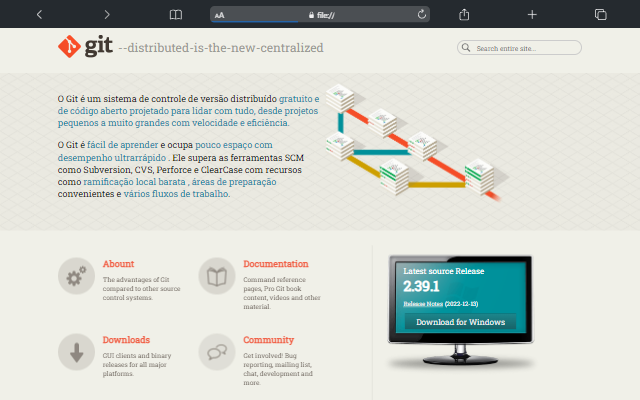 AA
file://
git --distributed-is-the-new-centralized
Search entire site...
O Git é um sistema de controle de versão distribuído gratuito e
de código aberto projetado para lidar com tudo, desde projetos
pequenos a muito grandes com velocidade e eficiência.
O Git é fácil de aprender e ocupa pouco espaço com
desempenho ultrarrápido . Ele supera as ferramentas SCM
como Subversion, CVS, Perforce e ClearCase com recursos
como ramificação local barata , áreas de preparação
convenientes e vários fluxos de trabalho.
Abount
The advantages of Git
compared to other source
control systems.
Documentation
Command reference
pages, Pro Git book
content, videos and other
material.
Downloads
GUI clients and binary
releases for all major
platforms.
Community
Get involved! Bug
reporting, mailing list,
chat, development and
more.
Latest source Release
2.39.1
Release Notes (2022-12-13)
Download for Windows